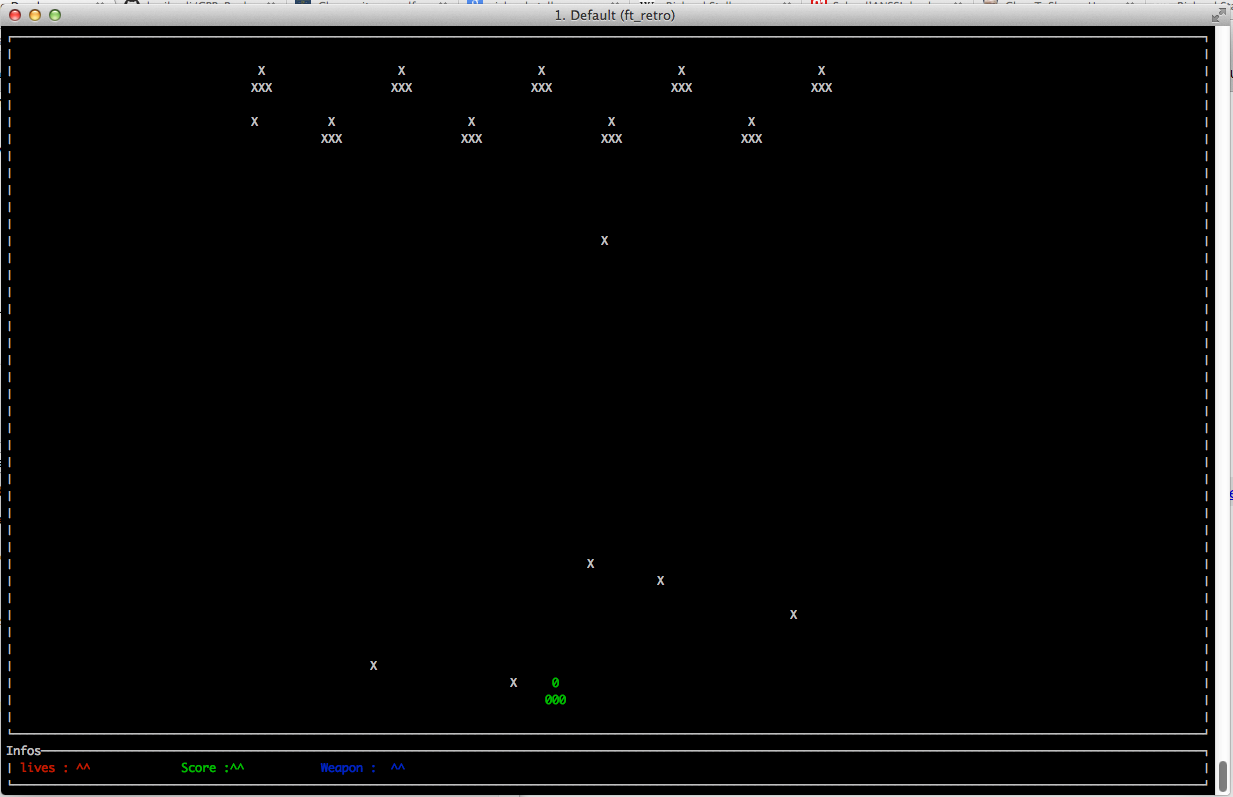 1. Default (ft_retro)
X X X X X
XXX XXX XXX XXX XXX
X X X X X
XXX XXX XXX XXX
X
X
X
X
X
X 0
000
Infos
lives : ^^ Score :^^ Weapon : ^^